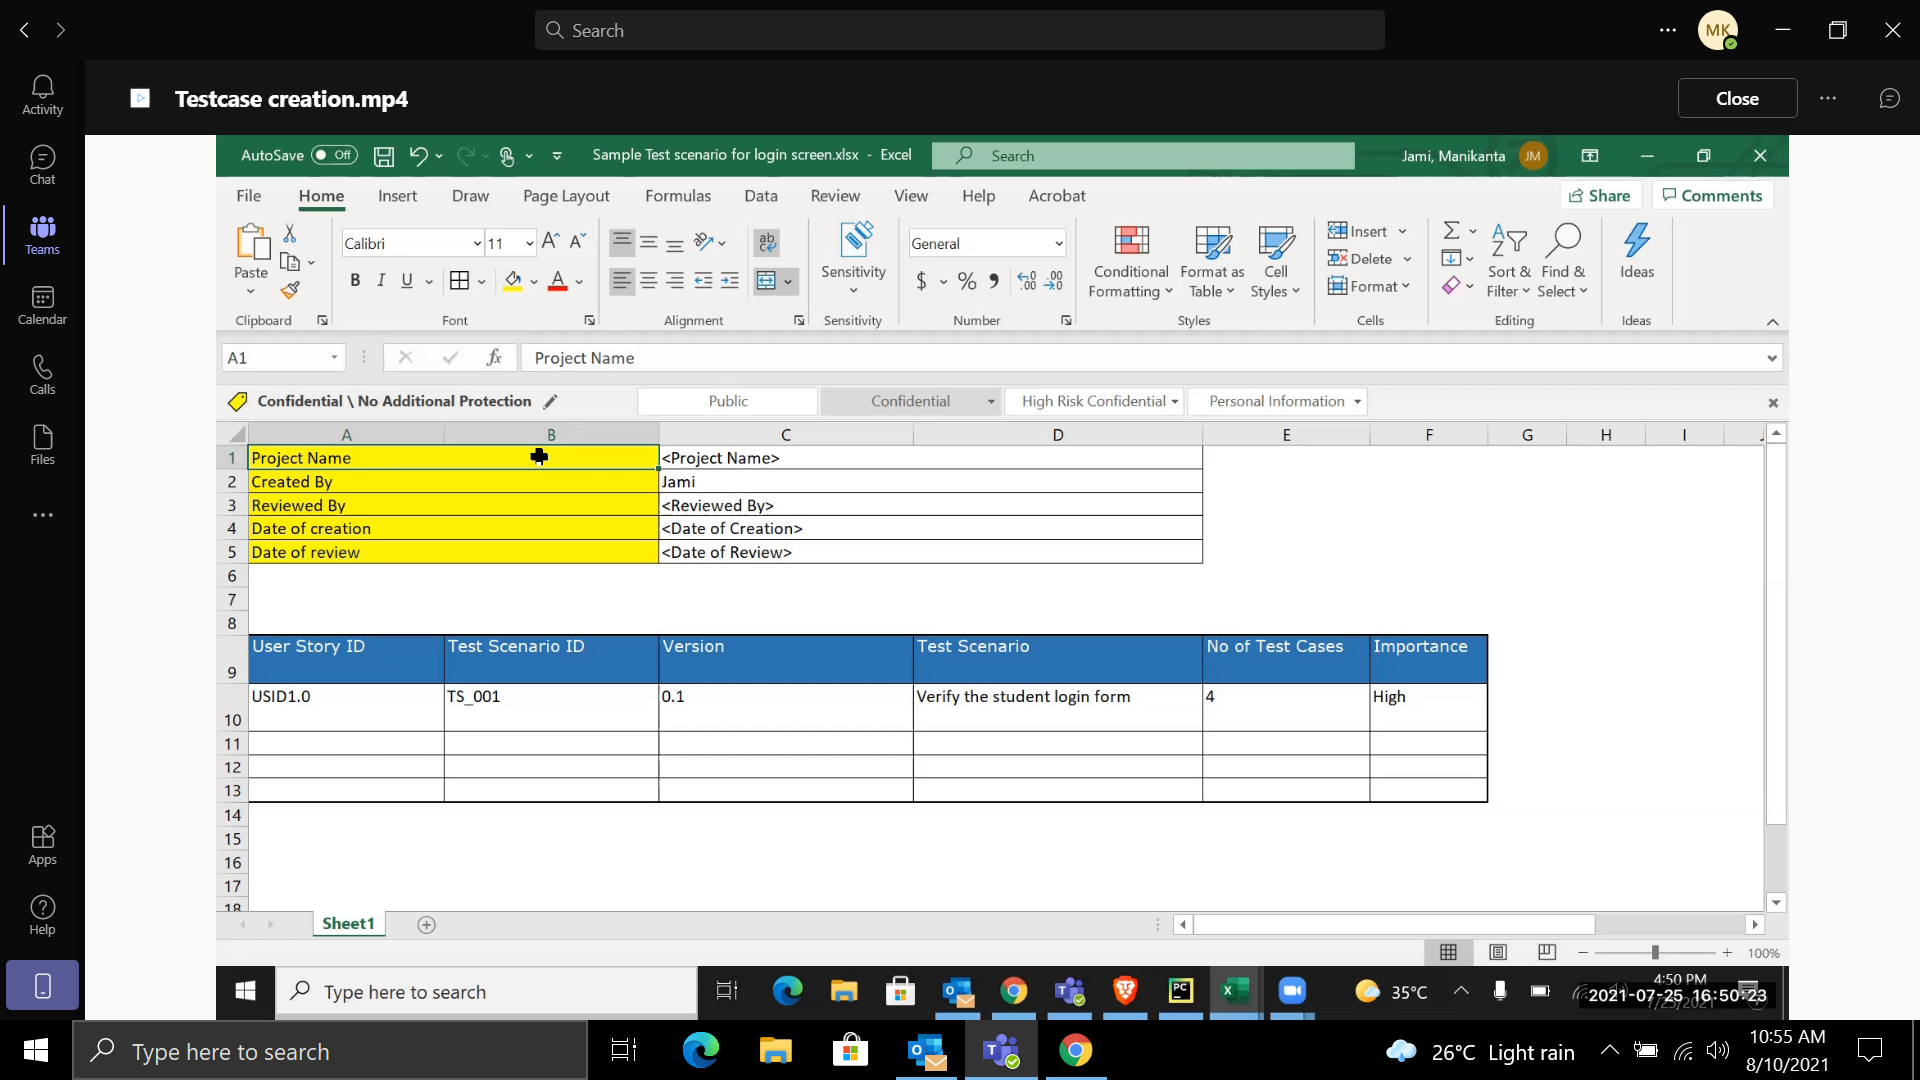 Search
MK
Activity
Chat
Teams
Calendar
Calls
Files
Apps
Help
Testcase creation.mp4
Close
AutoSave Off
Sample Test scenario for login screen.xlsx - Excel
Search
Jami, Manikanta JM
File Home Insert Draw Page Layout Formulas Data Review View Help Acrobat
Share Comments
Paste
Clipboard
Calibri 11
B I U
Font
Alignment
Sensitivity
Sensitivity
General
$ %
Number
Conditional Formatting
Format as Table
Cell Styles
Styles
Insert
Delete
Format
Cells
Sort & Filter
Find & Select
Editing
Ideas
Ideas
A1 fx Project Name
Confidential \ No Additional Protection
Public Confidential High Risk Confidential Personal Information
A B C D E F G H I
1 Project Name <Project Name>
2 Created By Jami
3 Reviewed By <Reviewed By>
4 Date of creation <Date of Creation>
5 Date of review <Date of Review>
6
7
8
9 User Story ID Test Scenario ID Version Test Scenario No of Test Cases Importance
10 USID1.0 TS_001 0.1 Verify the student login form 4 High
11
12
13
14
15
16
17
18
Sheet1
100%
Type here to search
35°C
4:50 PM
2021-07-25 16:50:23
Type here to search
26°C Light rain
10:55 AM
8/10/2021